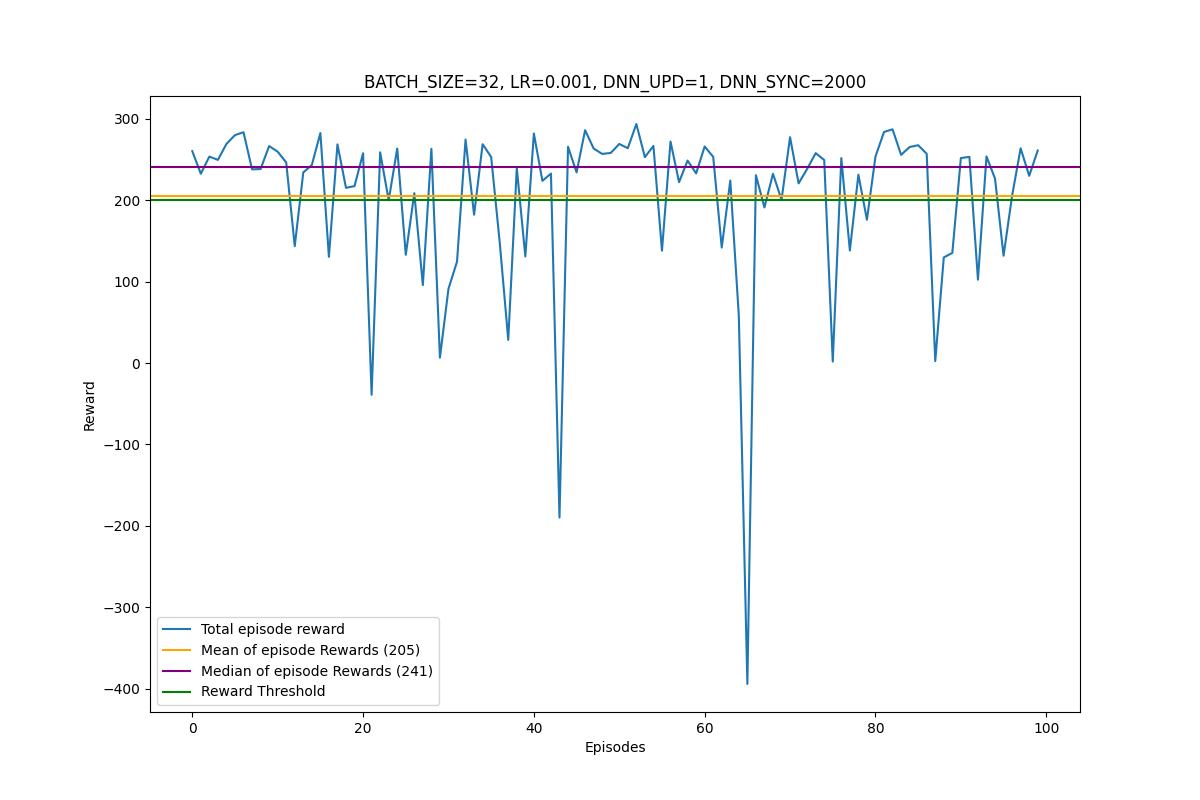 BATCH_SIZE=32, LR=0.001, DNN_UPD=1, DNN_SYNC=2000
300
200
100
0
−100
−200
−300
−400
Reward
Total episode reward
Mean of episode Rewards (205)
Median of episode Rewards (241)
Reward Threshold
0 20 40 60 80 100
Episodes